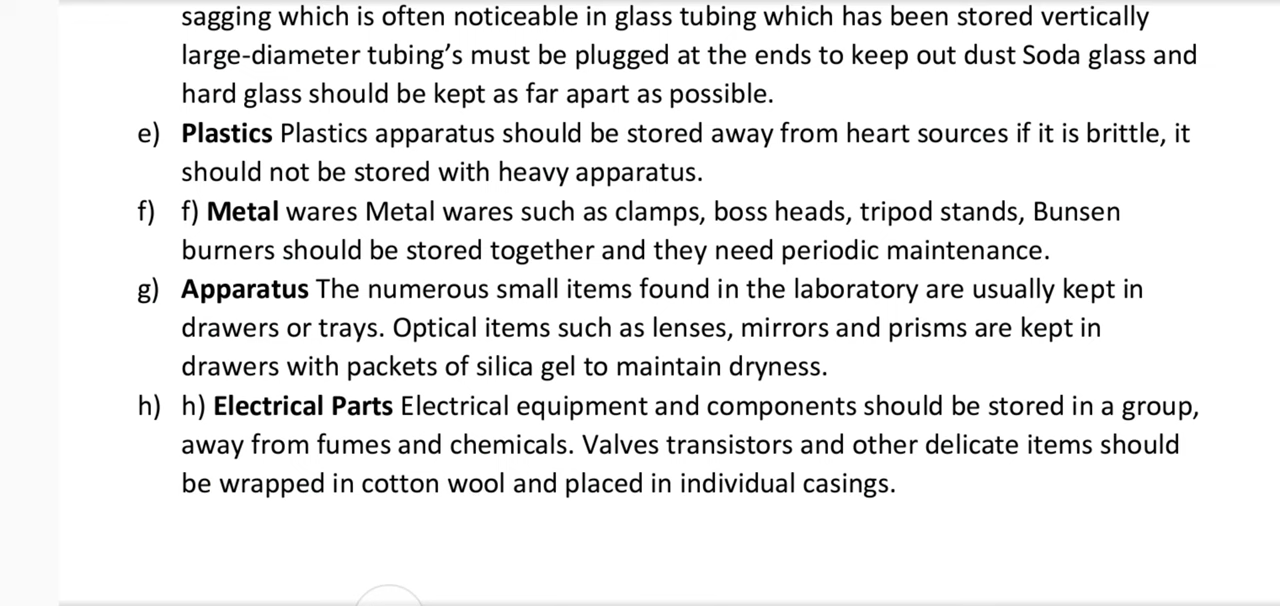 sagging which is often noticeable in glass tubing which has been stored vertically
large-diameter tubing’s must be plugged at the ends to keep out dust Soda glass and
hard glass should be kept as far apart as possible.
e) Plastics Plastics apparatus should be stored away from heart sources if it is brittle, it
should not be stored with heavy apparatus.
f) f) Metal wares Metal wares such as clamps, boss heads, tripod stands, Bunsen
burners should be stored together and they need periodic maintenance.
g) Apparatus The numerous small items found in the laboratory are usually kept in
drawers or trays. Optical items such as lenses, mirrors and prisms are kept in
drawers with packets of silica gel to maintain dryness.
h) h) Electrical Parts Electrical equipment and components should be stored in a group,
away from fumes and chemicals. Valves transistors and other delicate items should
be wrapped in cotton wool and placed in individual casings.